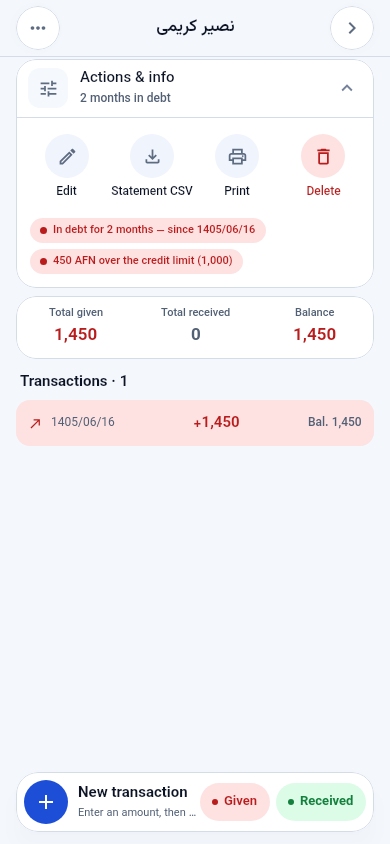 نصیر کریمی
Actions & info
2 months in debt
Edit
Statement CSV
Print
Delete
In debt for 2 months — since 1405/06/16
450 AFN over the credit limit (1,000)
Total given
Total received
Balance
1,450
0
1,450
Transactions · 1
1405/06/16
+1,450
Bal. 1,450
New transaction
Enter an amount, then …
Given
Received